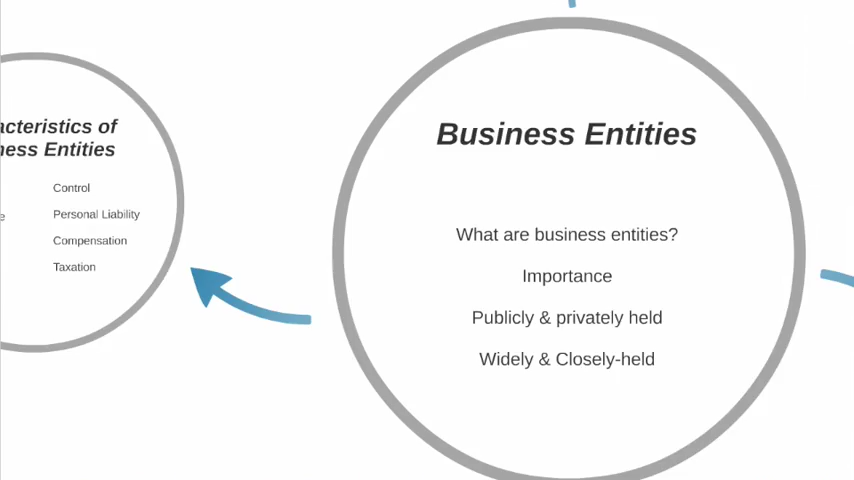 acteristics of
ness Entities
Control
e
Personal Liability
Compensation
Taxation
Business Entities
What are business entities?
Importance
Publicly & privately held
Widely & Closely-held